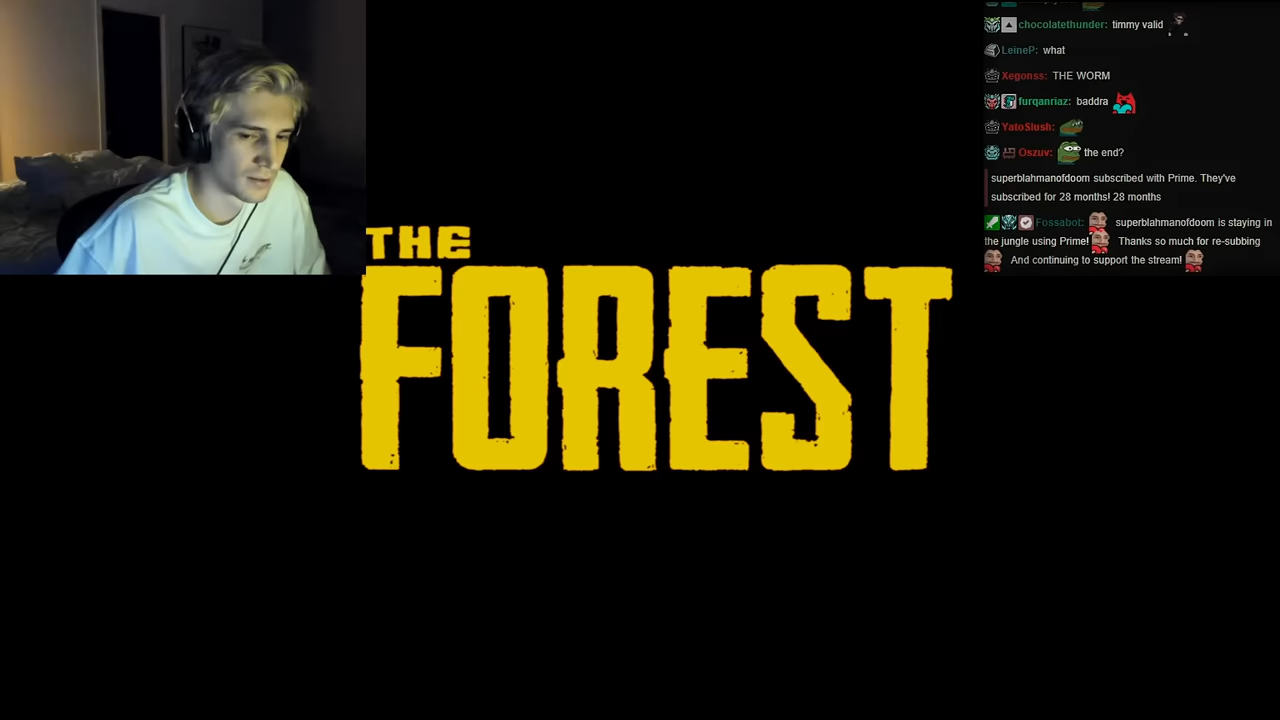 chocolatethunder: timmy valid
LeineP: what
Xegonss: THE WORM
furqanriaz: baddra
YatoSlush:
Oszuv: the end?
superblahmanofdoom subscribed with Prime. They've
subscribed for 28 months! 28 months
Fossabot: superblahmanofdoom is staying in
the jungle using Prime! Thanks so much for re-subbing
And continuing to support the stream!
THE
FOREST